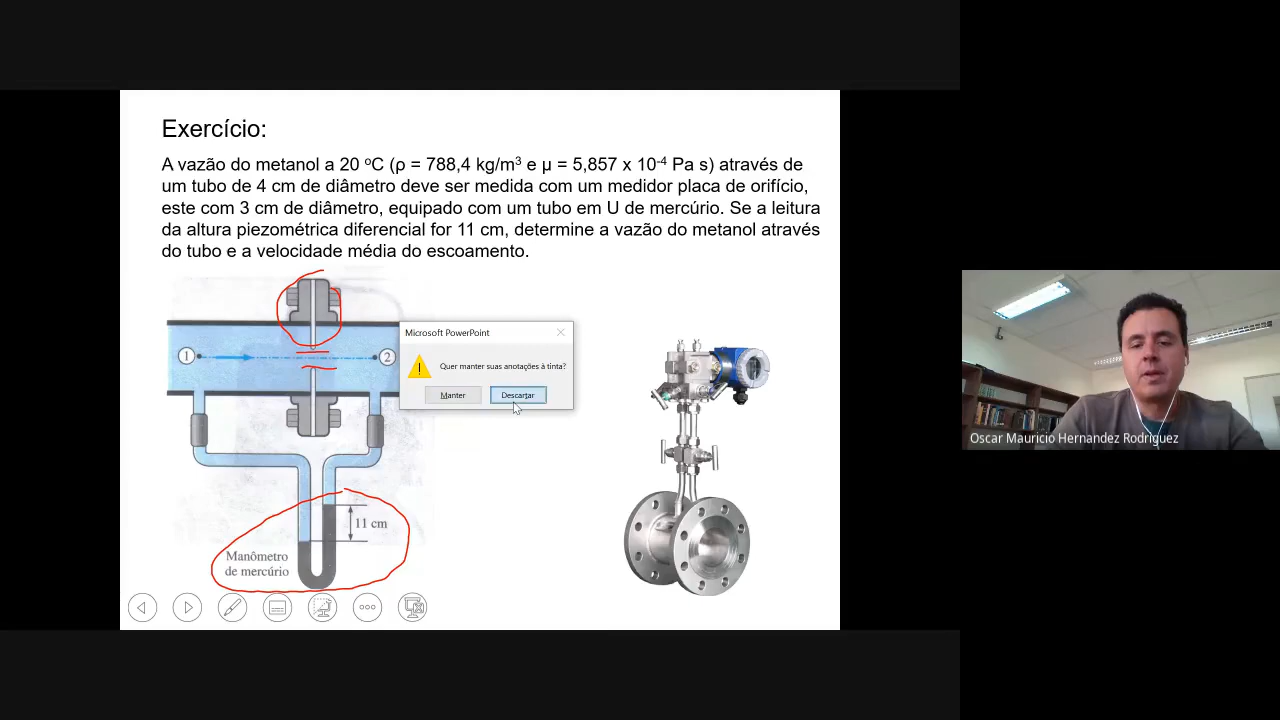 Exercício:
A vazão do metanol a 20 ºC (ρ = 788,4 kg/m³ e μ = 5,857 x 10⁻⁴ Pa s) através de
um tubo de 4 cm de diâmetro deve ser medida com um medidor placa de orifício,
este com 3 cm de diâmetro, equipado com um tubo em U de mercúrio. Se a leitura
da altura piezométrica diferencial for 11 cm, determine a vazão do metanol através
do tubo e a velocidade média do escoamento.
1
2
Microsoft PowerPoint
Quer manter suas anotações à tinta?
Manter
Descartar
11 cm
Manômetro
de mercúrio
Oscar Mauricio Hernandez Rodriguez